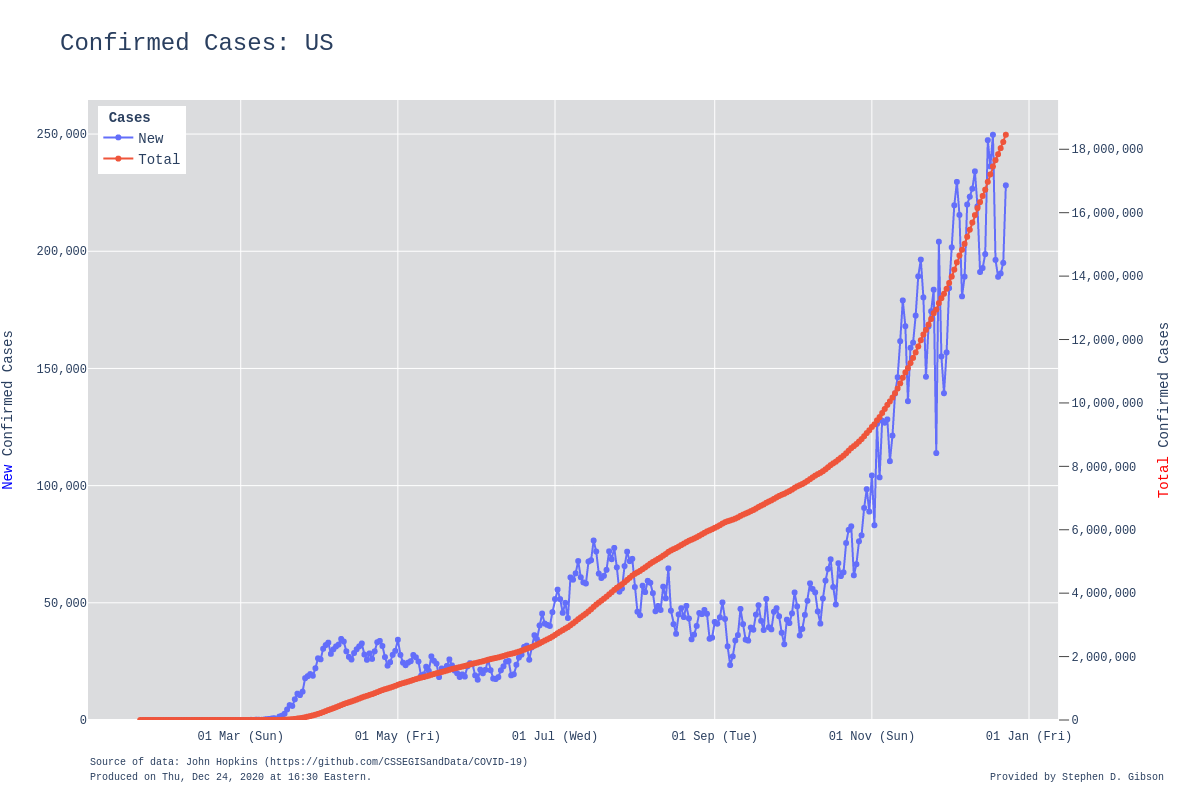 Confirmed Cases: US
Cases
New
Total
250,000
200,000
150,000
100,000
50,000
0
18,000,000
16,000,000
14,000,000
12,000,000
10,000,000
8,000,000
6,000,000
4,000,000
2,000,000
0
New Confirmed Cases
Total Confirmed Cases
01 Mar (Sun)
01 May (Fri)
01 Jul (Wed)
01 Sep (Tue)
01 Nov (Sun)
01 Jan (Fri)
Source of data: John Hopkins (https://github.com/CSSEGISandData/COVID-19)
Produced on Thu, Dec 24, 2020 at 16:30 Eastern.
Provided by Stephen D. Gibson